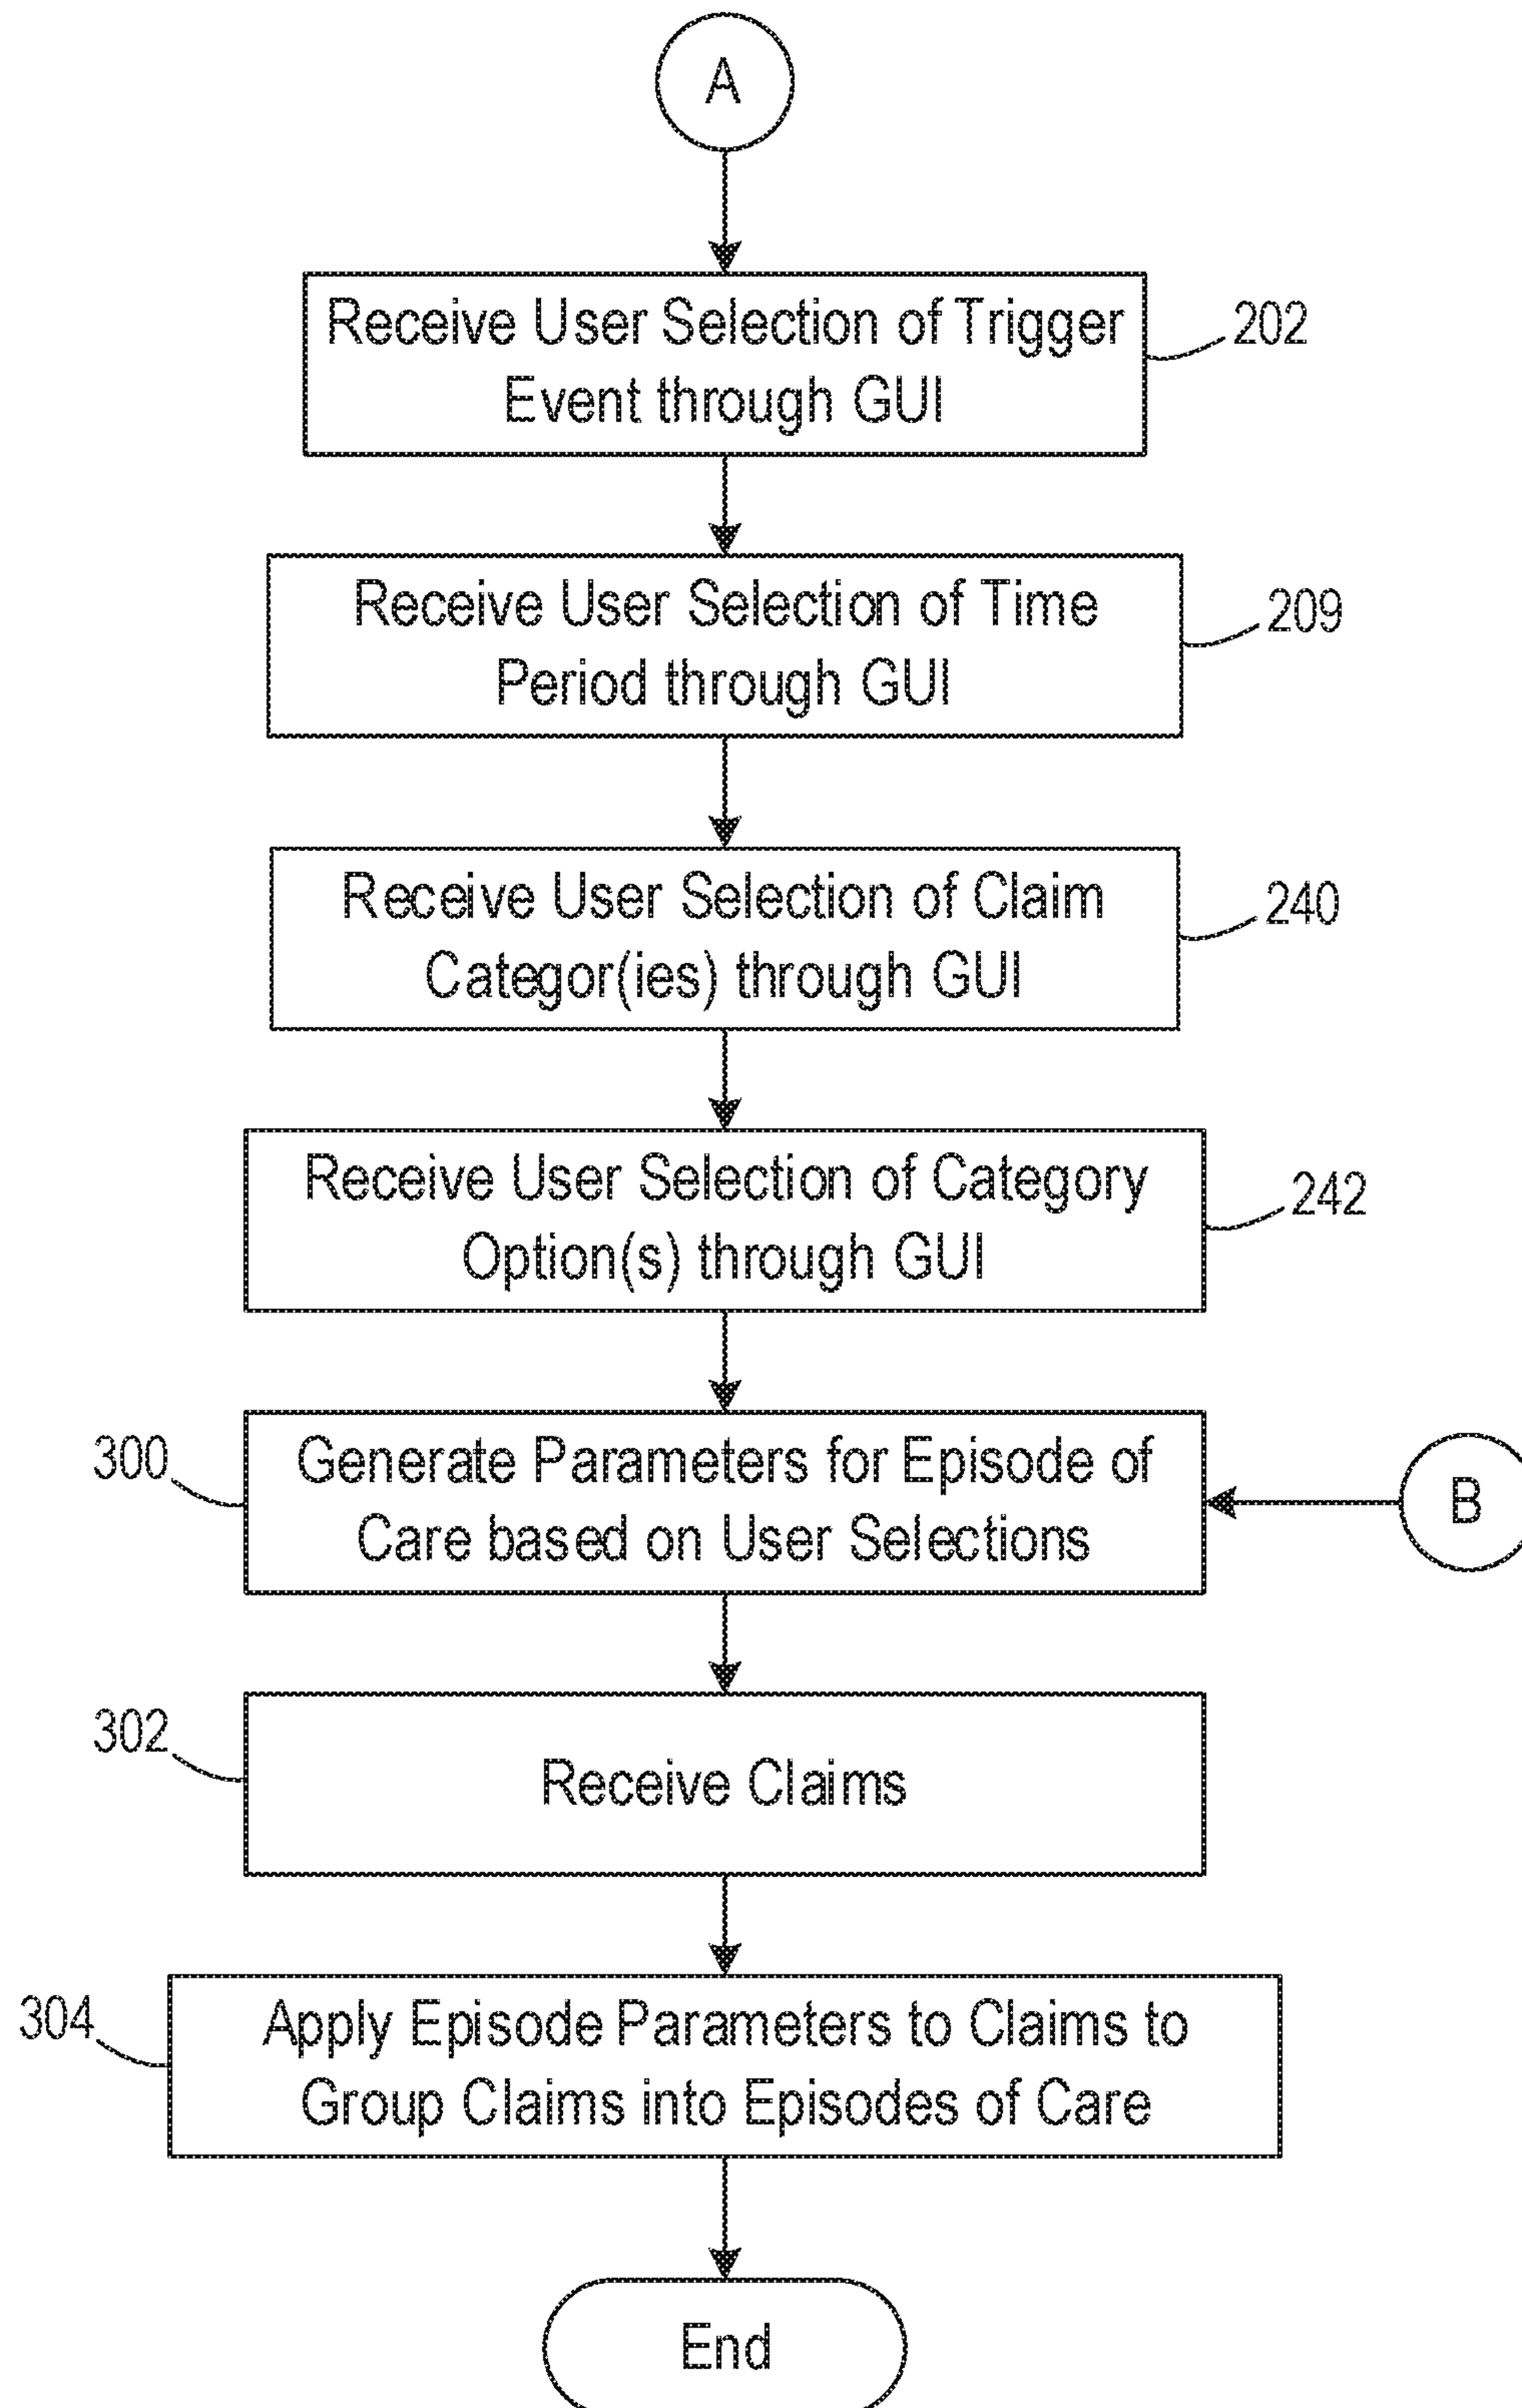 A
Receive User Selection of Trigger
Event through GUI
202
Receive User Selection of Time
Period through GUI
209
Receive User Selection of Claim
Categor(ies) through GUI
240
Receive User Selection of Category
Option(s) through GUI
242
300
Generate Parameters for Episode of
Care based on User Selections
B
302
Receive Claims
304
Apply Episode Parameters to Claims to
Group Claims into Episodes of Care
End